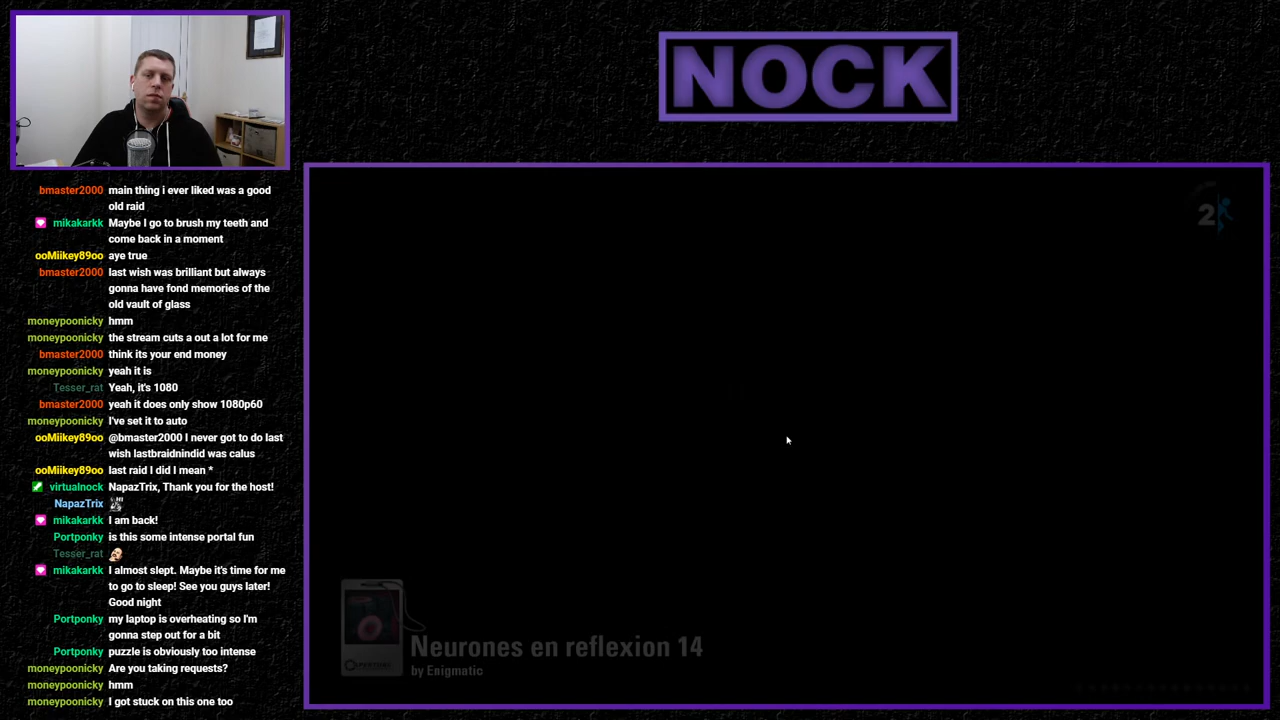 NOCK
bmaster2000 main thing i ever liked was a good
old raid
mikakarkk Maybe I go to brush my teeth and
come back in a moment
ooMiikey89oo aye true
bmaster2000 last wish was brilliant but always
gonna have fond memories of the
old vault of glass
moneypoonicky hmm
moneypoonicky the stream cuts a out a lot for me
bmaster2000 think its your end money
moneypoonicky yeah it is
Tesser_rat Yeah, it's 1080
bmaster2000 yeah it does only show 1080p60
moneypoonicky I've set it to auto
ooMiikey89oo @bmaster2000 I never got to do last
wish lastbraidnindid was calus
ooMiikey89oo last raid I did I mean *
virtualnock NapazTrix, Thank you for the host!
NapazTrix
mikakarkk I am back!
Portponky is this some intense portal fun
Tesser_rat
mikakarkk I almost slept. Maybe it's time for me
to go to sleep! See you guys later!
Good night
Portponky my laptop is overheating so I'm
gonna step out for a bit
Portponky puzzle is obviously too intense
moneypoonicky Are you taking requests?
moneypoonicky hmm
moneypoonicky I got stuck on this one too
2
Neurones en reflexion 14
by Enigmatic